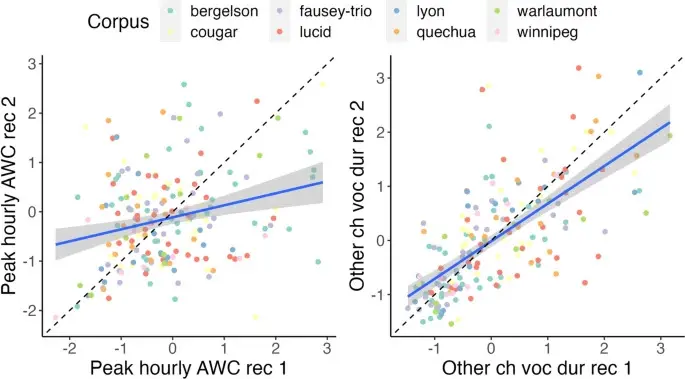 Corpus
bergelson fausey-trio lyon warlaumont
cougar lucid quechua winnipeg
Peak hourly AWC rec 2
3
2
1
0
-1
-2
-2 -1 0 1 2 3
Peak hourly AWC rec 1
Other ch voc dur rec 2
3
2
1
0
-1
-1 0 1 2 3
Other ch voc dur rec 1